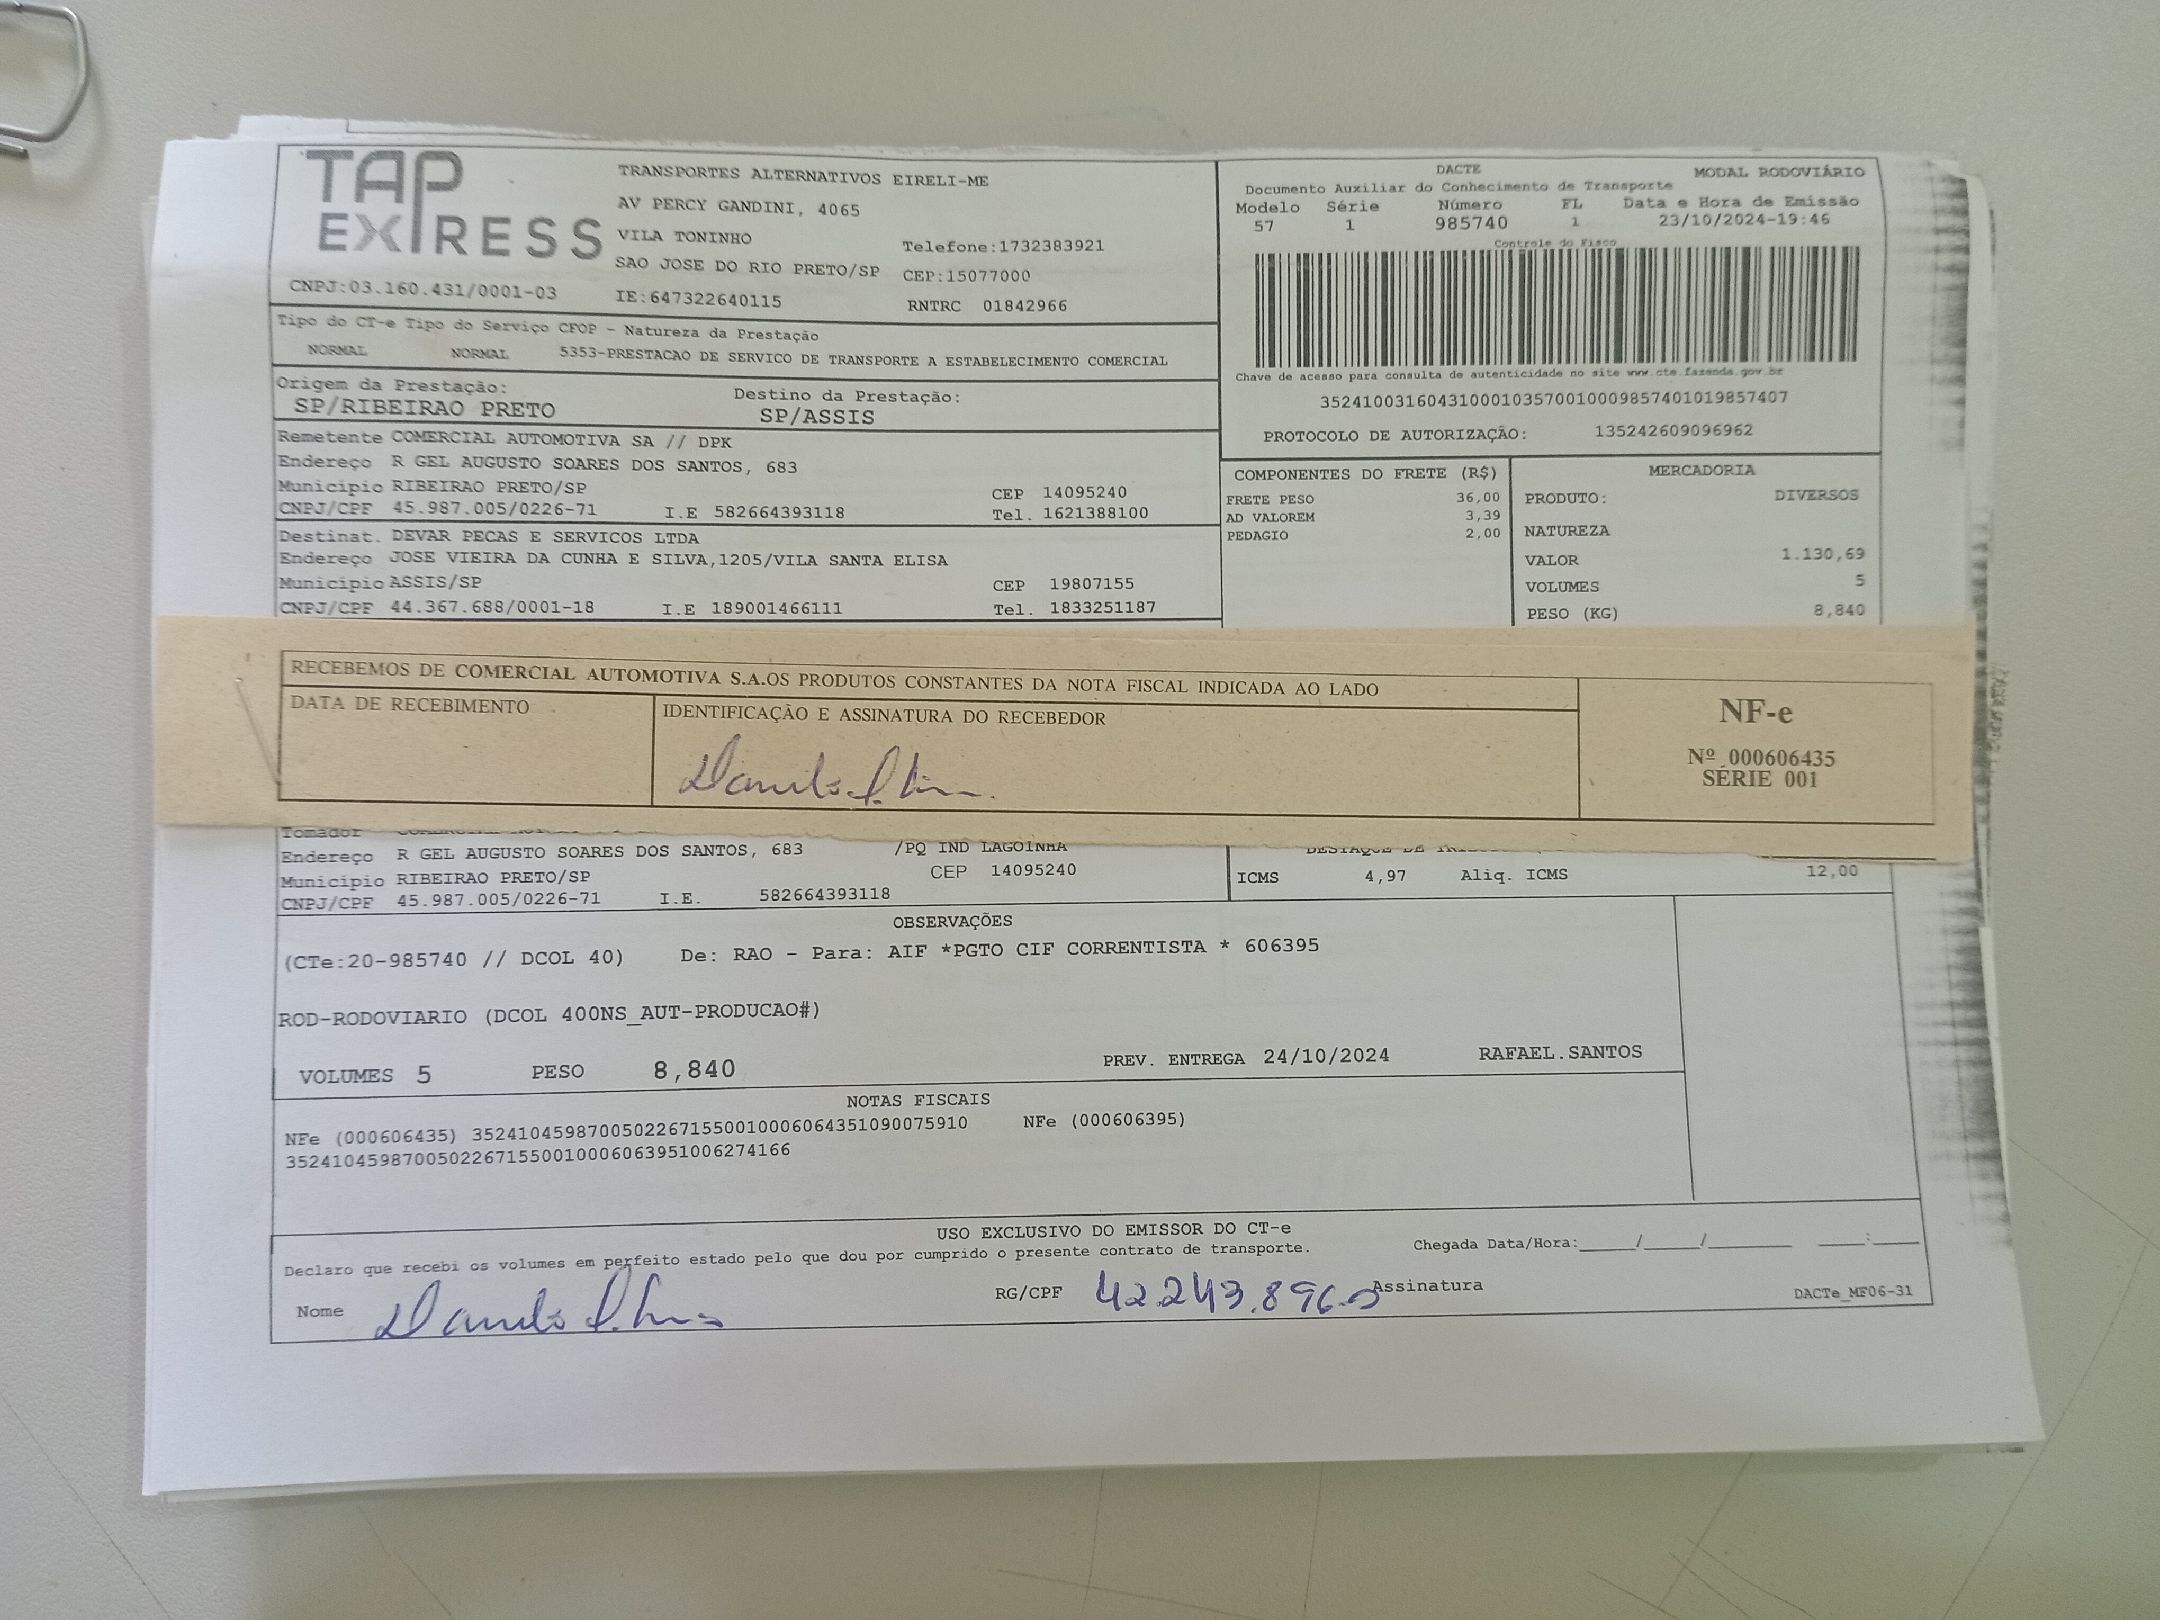 TAP EXPRESS
TRANSPORTES ALTERNATIVOS EIRELI-ME
AV PERCY GANDINI, 4065
VILA TONINHO
Telefone:1732383921
SAO JOSE DO RIO PRETO/SP CEP:15077000
CNPJ:03.160.431/0001-03 IE:647322640115 RNTRC 01842966
DACTE MODAL RODOVIÁRIO
Documento Auxiliar do Conhecimento de Transporte
Modelo Série Número FL Data e Hora de Emissão
57 1 985740 1 23/10/2024-19:46
Controle do Fisco
Chave de acesso para consulta de autenticidade no site www.cte.fazenda.gov.br
35241003160431000103570010009857401019857407
PROTOCOLO DE AUTORIZAÇÃO: 135242609096962
Tipo do CT-e Tipo do Serviço CFOP - Natureza da Prestação
NORMAL NORMAL 5353-PRESTACAO DE SERVICO DE TRANSPORTE A ESTABELECIMENTO COMERCIAL
Origem da Prestação: Destino da Prestação:
SP/RIBEIRAO PRETO SP/ASSIS
Remetente COMERCIAL AUTOMOTIVA SA // DPK
Endereço R GEL AUGUSTO SOARES DOS SANTOS, 683
Município RIBEIRAO PRETO/SP CEP 14095240
CNPJ/CPF 45.987.005/0226-71 I.E 582664393118 Tel. 1621388100
Destinat. DEVAR PECAS E SERVICOS LTDA
Endereço JOSE VIEIRA DA CUNHA E SILVA,1205/VILA SANTA ELISA
Município ASSIS/SP CEP 19807155
CNPJ/CPF 44.367.688/0001-18 I.E 189001466111 Tel. 1833251187
COMPONENTES DO FRETE (R$)
FRETE PESO 36,00
AD VALOREM 3,39
PEDAGIO 2,00
MERCADORIA
PRODUTO: DIVERSOS
NATUREZA
VALOR 1.130,69
VOLUMES 5
PESO (KG) 8,840
RECEBEMOS DE COMERCIAL AUTOMOTIVA S.A.OS PRODUTOS CONSTANTES DA NOTA FISCAL INDICADA AO LADO
DATA DE RECEBIMENTO IDENTIFICAÇÃO E ASSINATURA DO RECEBEDOR
Danilo
NF-e
Nº 000606435
SÉRIE 001
Tomador
Endereço R GEL AUGUSTO SOARES DOS SANTOS, 683 /PQ IND LAGOINHA
Município RIBEIRAO PRETO/SP CEP 14095240
CNPJ/CPF 45.987.005/0226-71 I.E. 582664393118
ICMS 4,97 Aliq. ICMS 12,00
OBSERVAÇÕES
(CTe:20-985740 // DCOL 40) De: RAO - Para: AIF *PGTO CIF CORRENTISTA * 606395
ROD-RODOVIARIO (DCOL 400NS_AUT-PRODUCAO#)
VOLUMES 5 PESO 8,840 PREV. ENTREGA 24/10/2024 RAFAEL.SANTOS
NOTAS FISCAIS
NFe (000606435) 35241045987005022671550010006064351090075910 NFe (000606395)
35241045987005022671550010006063951006274166
USO EXCLUSIVO DO EMISSOR DO CT-e
Declaro que recebi os volumes em perfeito estado pelo que dou por cumprido o presente contrato de transporte. Chegada Data/Hora:____/____/______ ____:____
Nome Danilo RG/CPF Assinatura DACTe_MF06-31